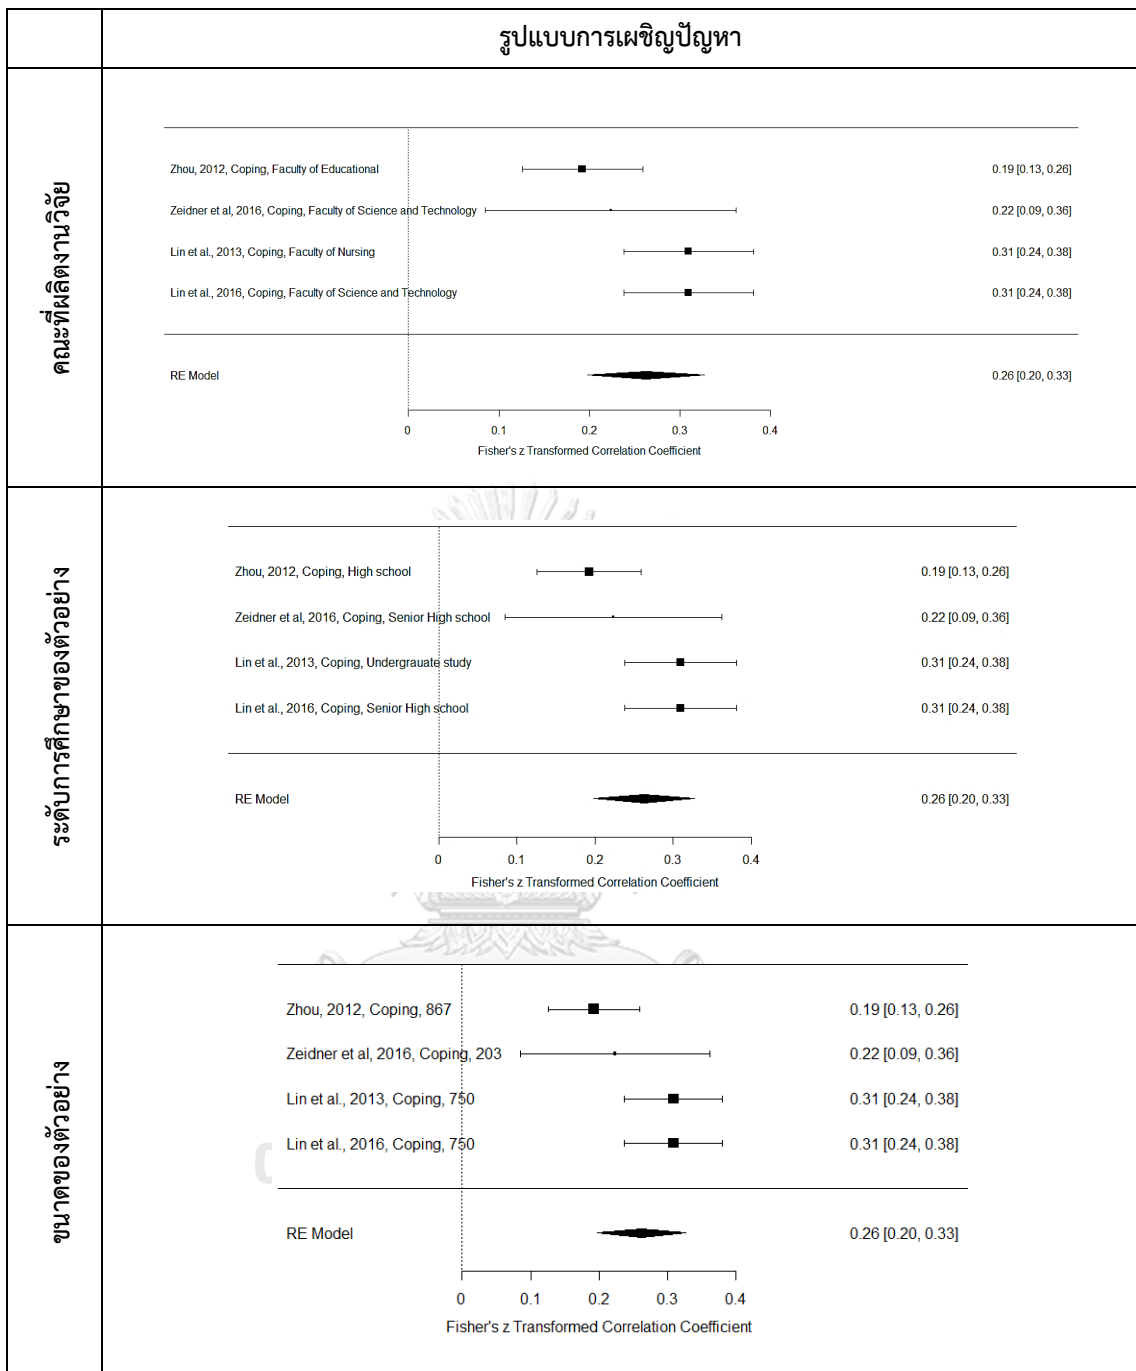 รูปแบบการเผชิญปัญหา
คณะที่ผลิตงานวิจัย
Zhou, 2012, Coping, Faculty of Educational 0.19 [0.13, 0.26]
Zeidner et al, 2016, Coping, Faculty of Science and Technology 0.22 [0.09, 0.36]
Lin et al., 2013, Coping, Faculty of Nursing 0.31 [0.24, 0.38]
Lin et al., 2016, Coping, Faculty of Science and Technology 0.31 [0.24, 0.38]
RE Model 0.26 [0.20, 0.33]
0 0.1 0.2 0.3 0.4
Fisher's z Transformed Correlation Coefficient
ระดับการศึกษาของตัวอย่าง
Zhou, 2012, Coping, High school 0.19 [0.13, 0.26]
Zeidner et al, 2016, Coping, Senior High school 0.22 [0.09, 0.36]
Lin et al., 2013, Coping, Undergrauate study 0.31 [0.24, 0.38]
Lin et al., 2016, Coping, Senior High school 0.31 [0.24, 0.38]
RE Model 0.26 [0.20, 0.33]
0 0.1 0.2 0.3 0.4
Fisher's z Transformed Correlation Coefficient
ขนาดของตัวอย่าง
Zhou, 2012, Coping, 867 0.19 [0.13, 0.26]
Zeidner et al, 2016, Coping, 203 0.22 [0.09, 0.36]
Lin et al., 2013, Coping, 750 0.31 [0.24, 0.38]
Lin et al., 2016, Coping, 750 0.31 [0.24, 0.38]
RE Model 0.26 [0.20, 0.33]
0 0.1 0.2 0.3 0.4
Fisher's z Transformed Correlation Coefficient